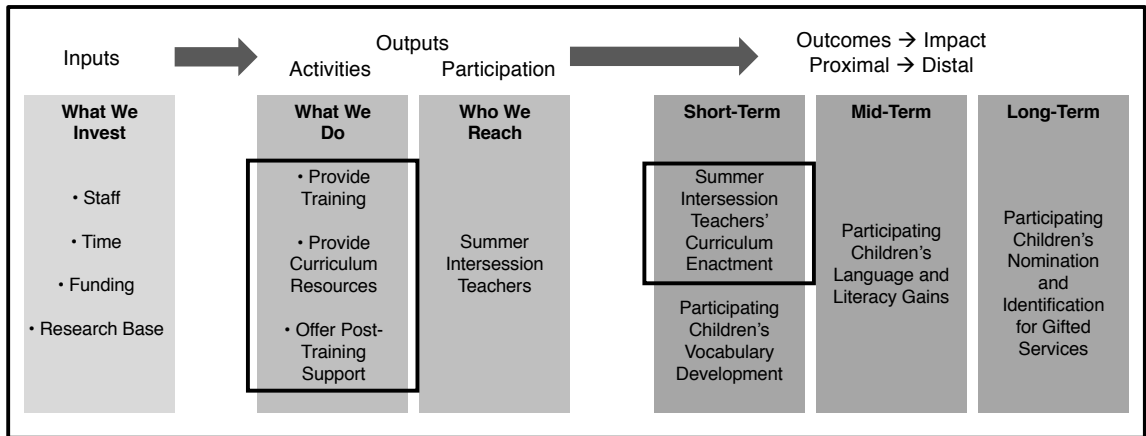 Inputs
Outputs
Activities
Participation
Outcomes → Impact
Proximal → Distal
What We
Invest
• Staff
• Time
• Funding
• Research Base
What We
Do
• Provide
Training
• Provide
Curriculum
Resources
• Offer Post-
Training
Support
Who We
Reach
Summer
Intersession
Teachers
Short-Term
Summer
Intersession
Teachers’
Curriculum
Enactment
Participating
Children’s
Vocabulary
Development
Mid-Term
Participating
Children’s
Language and
Literacy Gains
Long-Term
Participating
Children’s
Nomination
and
Identification
for Gifted
Services